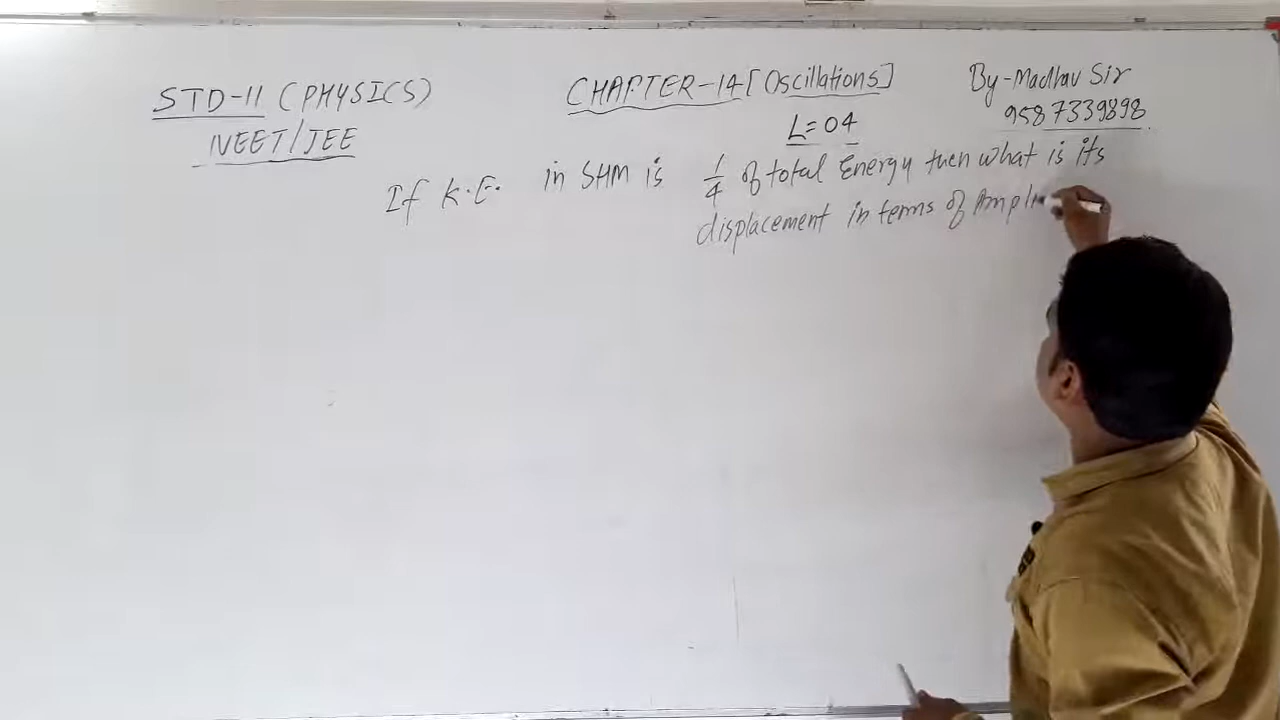 STD-11 (PHYSICS)
NEET/JEE
CHAPTER-14 [Oscillations]
L=04
By-Madhav Sir
9587339898
If K.E. in SHM is 1/4 of total Energy then what is its
displacement in terms of Ampli